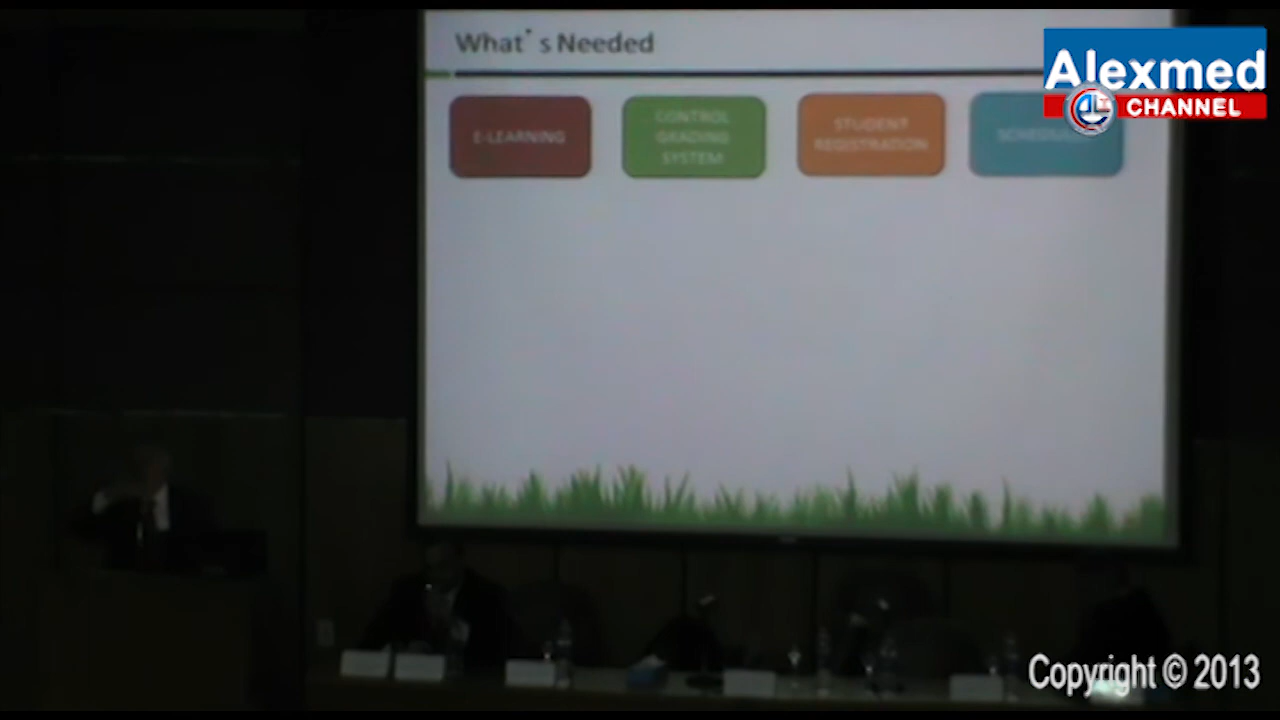 What's Needed
E-LEARNING
CONTROL
GRADING
SYSTEM
STUDENT
REGISTRATION
Alexmed
CHANNEL
Copyright © 2013